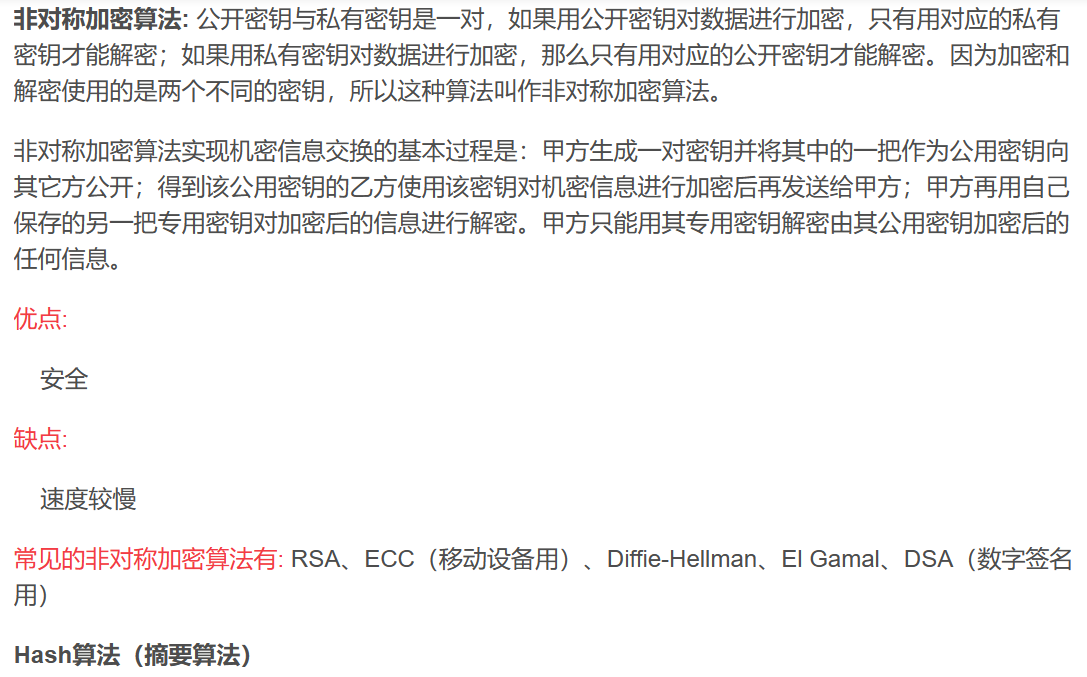 非对称加密算法: 公开密钥与私有密钥是一对，如果用公开密钥对数据进行加密，只有用对应的私有
密钥才能解密；如果用私有密钥对数据进行加密，那么只有用对应的公开密钥才能解密。因为加密和
解密使用的是两个不同的密钥，所以这种算法叫作非对称加密算法。
非对称加密算法实现机密信息交换的基本过程是：甲方生成一对密钥并将其中的一把作为公用密钥向
其它方公开；得到该公用密钥的乙方使用该密钥对机密信息进行加密后再发送给甲方；甲方再用自己
保存的另一把专用密钥对加密后的信息进行解密。甲方只能用其专用密钥解密由其公用密钥加密后的
任何信息。
优点:
安全
缺点:
速度较慢
常见的非对称加密算法有: RSA、ECC（移动设备用）、Diffie-Hellman、El Gamal、DSA（数字签名
用）
Hash算法（摘要算法）